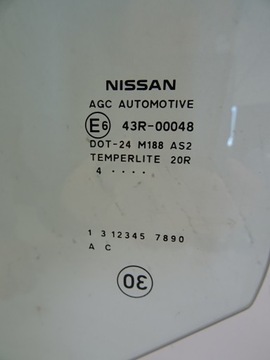 NISSAN
AGC AUTOMOTIVE
E6 43R-00048
DOT-24 M188 AS2
TEMPERLITE 20R
4 ····
1 3 12345 7890
A C
30